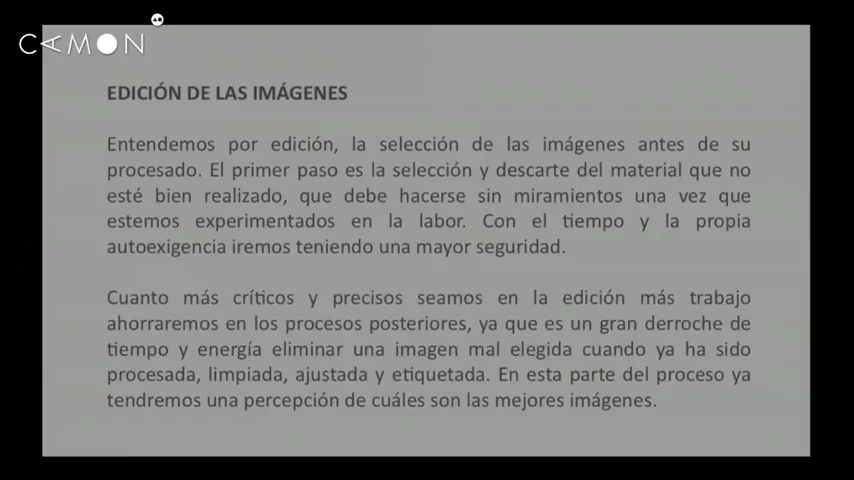 CAMON
EDICIÓN DE LAS IMÁGENES
Entendemos por edición, la selección de las imágenes antes de su
procesado. El primer paso es la selección y descarte del material que no
esté bien realizado, que debe hacerse sin miramientos una vez que
estemos experimentados en la labor. Con el tiempo y la propia
autoexigencia iremos teniendo una mayor seguridad.
Cuanto más críticos y precisos seamos en la edición más trabajo
ahorraremos en los procesos posteriores, ya que es un gran derroche de
tiempo y energía eliminar una imagen mal elegida cuando ya ha sido
procesada, limpiada, ajustada y etiquetada. En esta parte del proceso ya
tendremos una percepción de cuáles son las mejores imágenes.